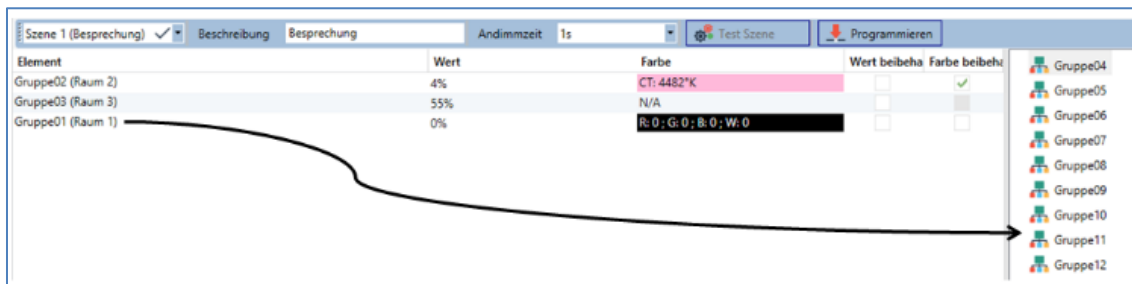 Szene 1 (Besprechung) Beschreibung Besprechung Andimmzeit 1s Test Szene Programmieren
Element Wert Farbe Wert beibeha Farbe beibeha
Gruppe02 (Raum 2) 4% CT: 4482°K
Gruppe03 (Raum 3) 55% N/A
Gruppe01 (Raum 1) 0% R: 0 ; G: 0 ; B: 0 ; W: 0
Gruppe04
Gruppe05
Gruppe06
Gruppe07
Gruppe08
Gruppe09
Gruppe10
Gruppe11
Gruppe12